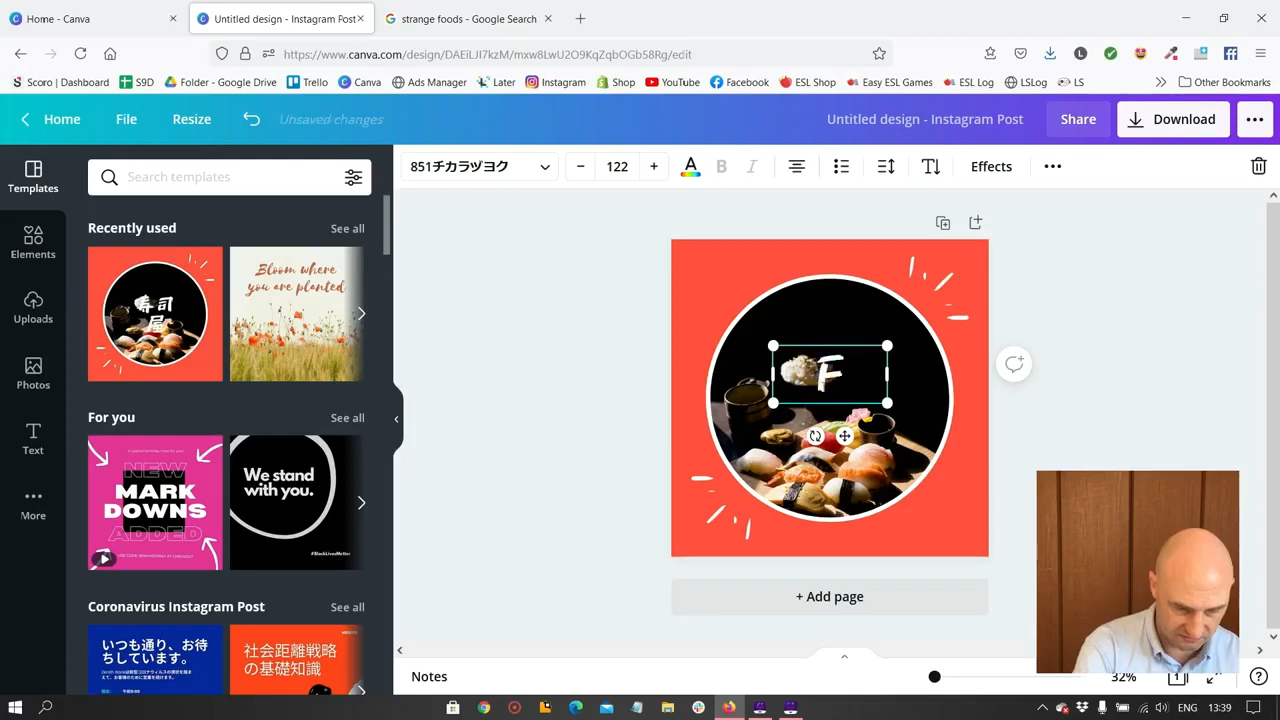 Home - Canva
Untitled design - Instagram Post
strange foods - Google Search
https://www.canva.com/design/DAEiLJI7kzM/mxw8LwU2O9KqZqbOGb58Rg/edit
Scoro | Dashboard
S9D
Folder - Google Drive
Trello
Canva
Ads Manager
Later
Instagram
Shop
YouTube
Facebook
ESL Shop
Easy ESL Games
ESL Log
LSLog
LS
Other Bookmarks
Home
File
Resize
Unsaved changes
Untitled design - Instagram Post
Share
Download
Templates
Elements
Uploads
Photos
Text
More
Search templates
851チカラヅヨク
122
A
B
I
Effects
Recently used
See all
寿司
屋
Bloom where
you are planted
For you
See all
NEW
MARK
DOWNS
ADDED
We stand
with you.
#BlackLivesMatter
Coronavirus Instagram Post
See all
いつも通り、お待
ちしています。
社会距離戦略
の基礎知識
F
+ Add page
Notes
32%
1
ENG
13:39